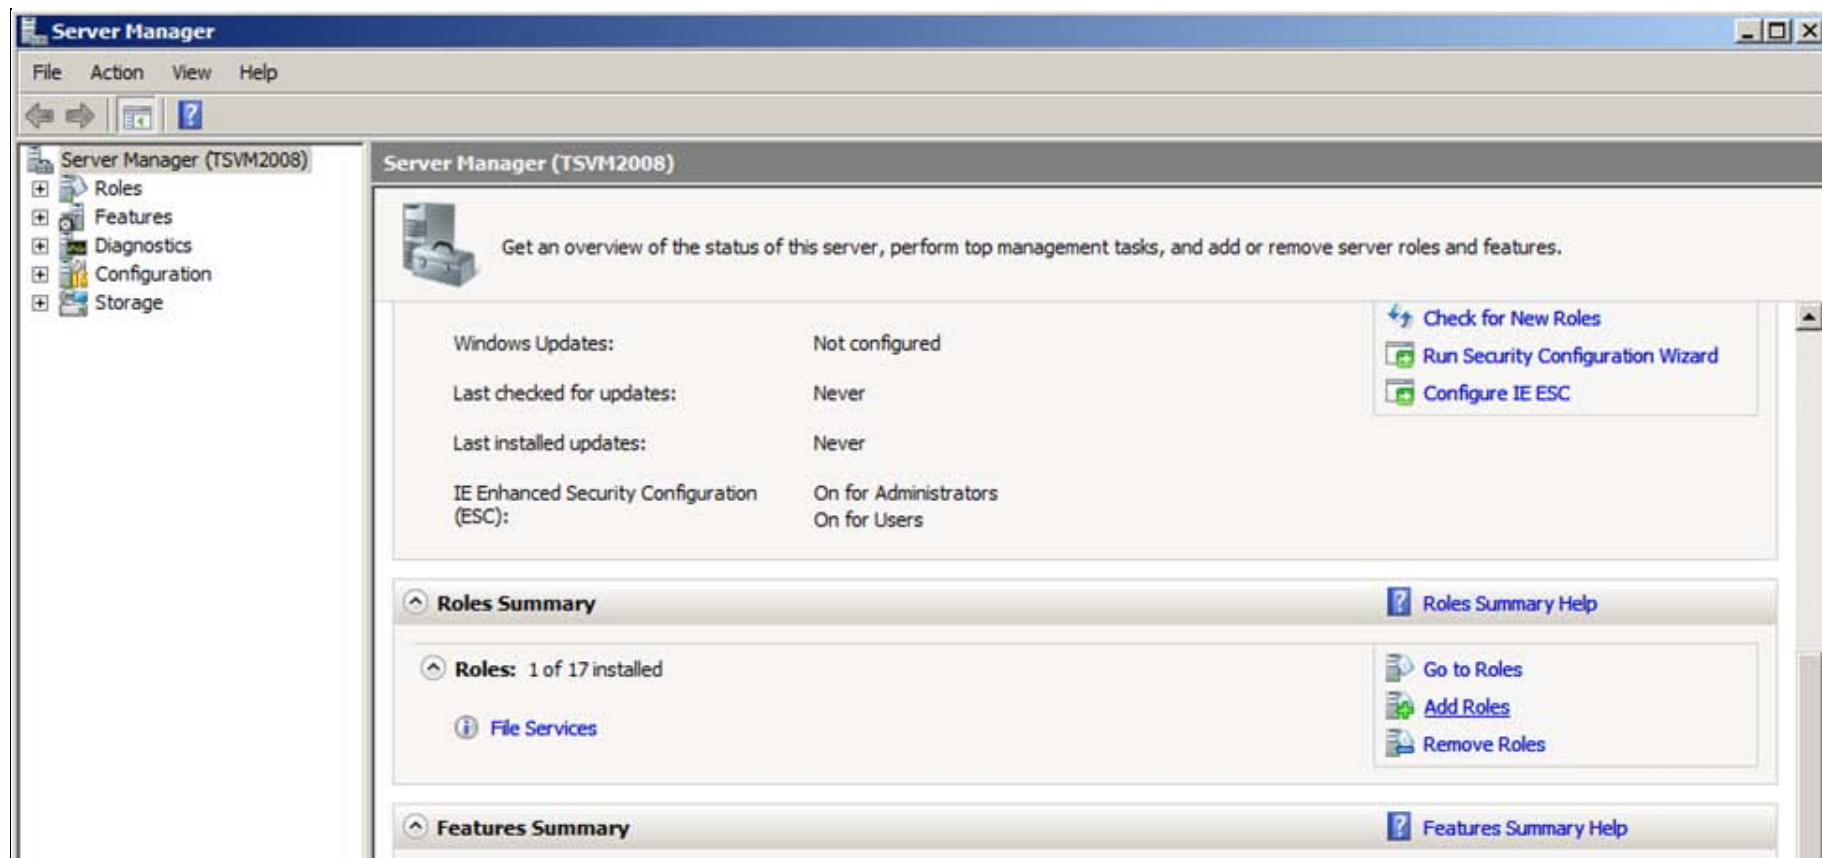 Server Manager
File Action View Help
Server Manager (TSVM2008)
Roles
Features
Diagnostics
Configuration
Storage
Server Manager (TSVM2008)
Get an overview of the status of this server, perform top management tasks, and add or remove server roles and features.
Windows Updates: Not configured
Last checked for updates: Never
Last installed updates: Never
IE Enhanced Security Configuration (ESC): On for Administrators
On for Users
Check for New Roles
Run Security Configuration Wizard
Configure IE ESC
Roles Summary
Roles Summary Help
Roles: 1 of 17 installed
File Services
Go to Roles
Add Roles
Remove Roles
Features Summary
Features Summary Help